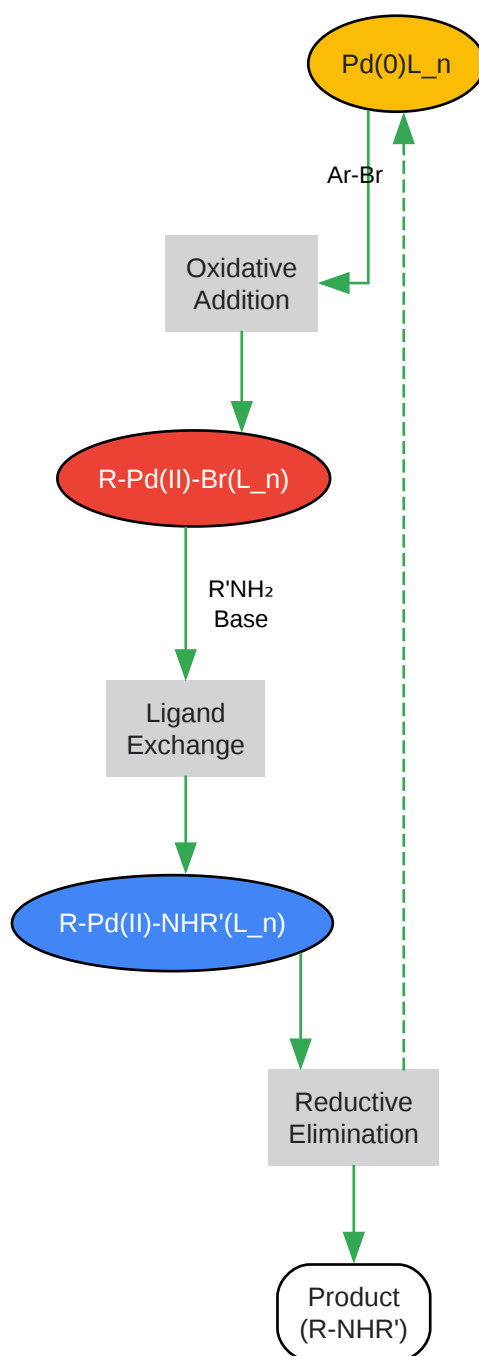 Pd(0)L_n
Ar-Br
Oxidative
Addition
R-Pd(II)-Br(L_n)
R'NH₂
Base
Ligand
Exchange
R-Pd(II)-NHR'(L_n)
Reductive
Elimination
Product
(R-NHR')